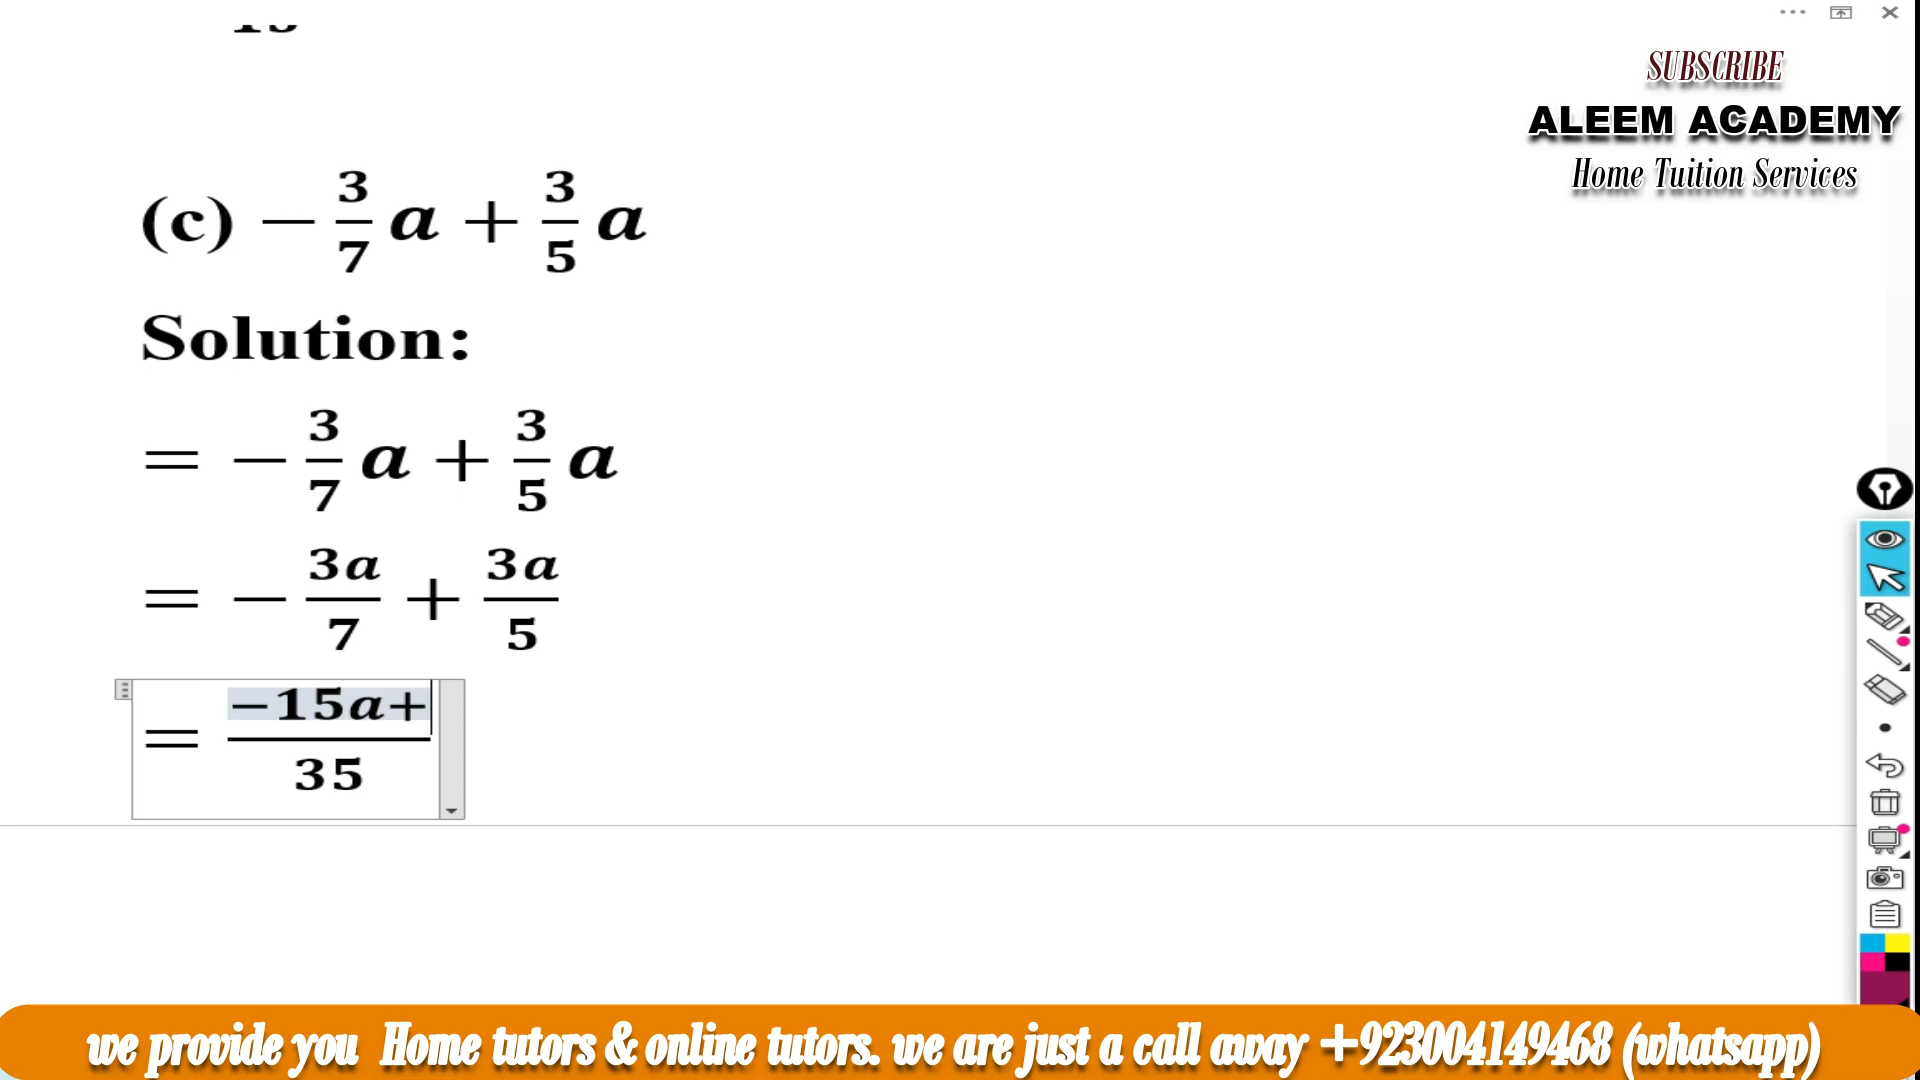 SUBSCRIBE
ALEEM ACADEMY
Home Tuition Services
(c) − 3/7 a + 3/5 a
Solution:
= − 3/7 a + 3/5 a
= − 3a/7 + 3a/5
= −15a+/35
we provide you Home tutors & online tutors. we are just a call away +923004149468 (whatsapp)